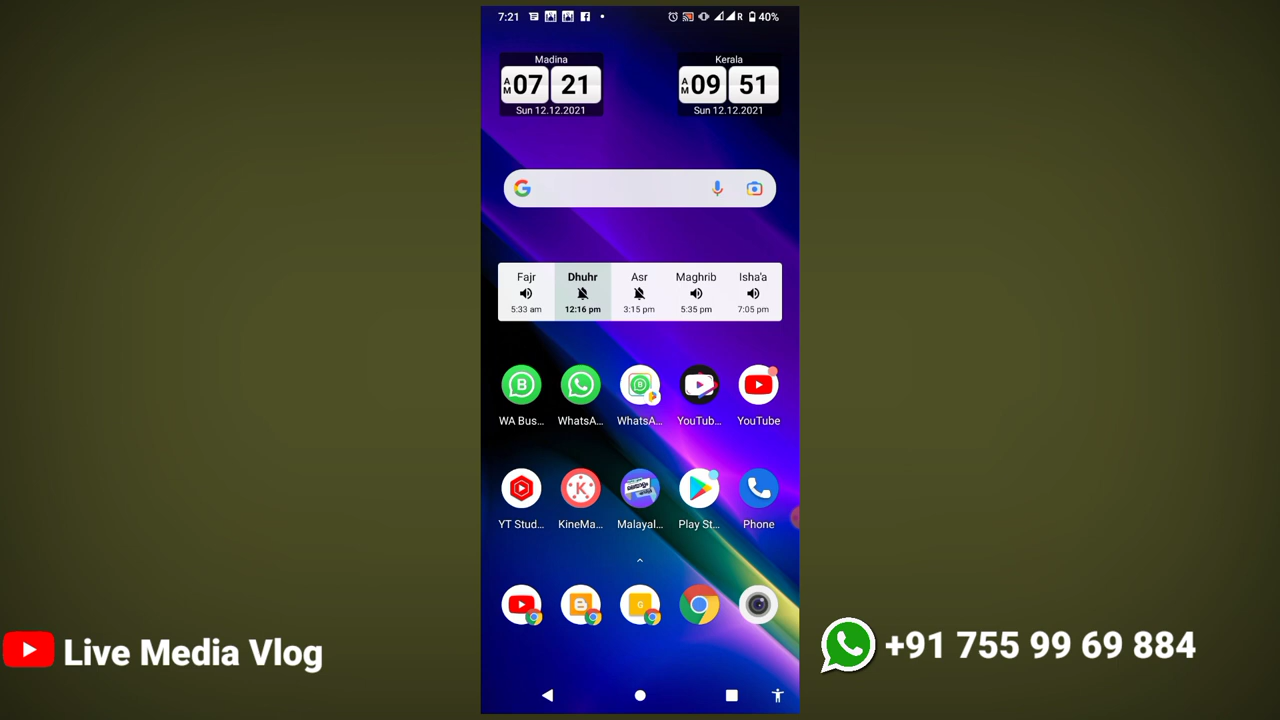 7:21
R 40%
Madina
AM 07 21
Sun 12.12.2021
Kerala
AM 09 51
Sun 12.12.2021
Fajr Dhuhr Asr Maghrib Isha'a
5:33 am 12:16 pm 3:15 pm 5:35 pm 7:05 pm
WA Bus... WhatsA... WhatsA... YouTub... YouTube
YT Stud... KineMa... Malayal... Play St... Phone
Live Media Vlog
+91 755 99 69 884